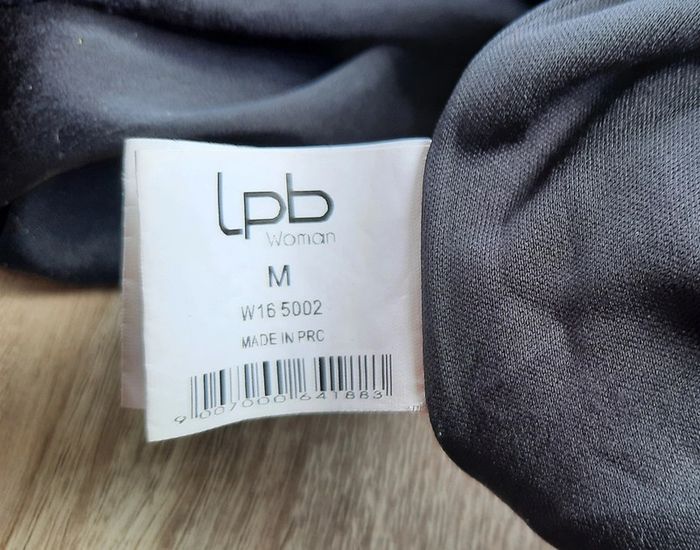 lpb
Woman
M
W16 5002
MADE IN PRC
9 007000 641883